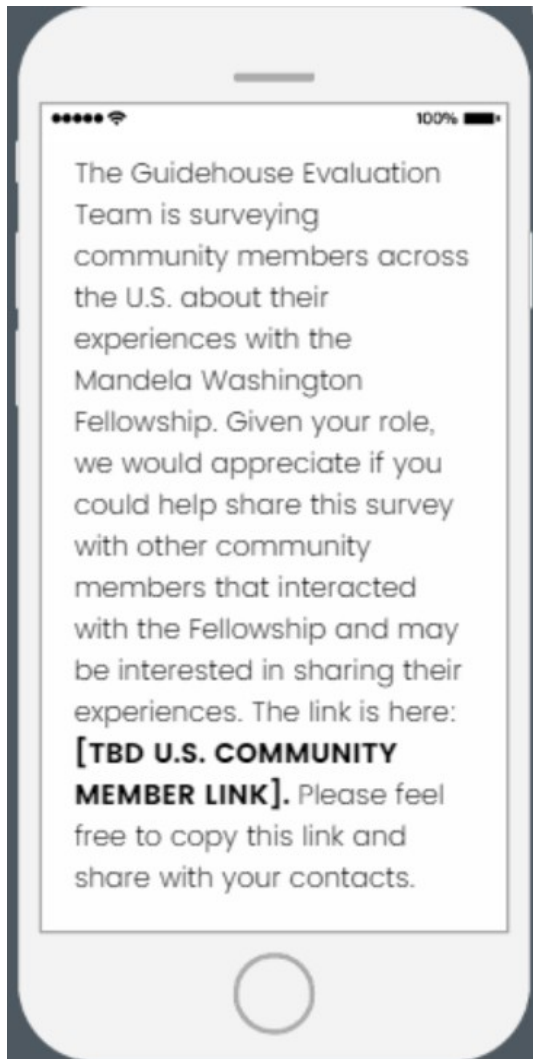 100%
The Guidehouse Evaluation
Team is surveying
community members across
the U.S. about their
experiences with the
Mandela Washington
Fellowship. Given your role,
we would appreciate if you
could help share this survey
with other community
members that interacted
with the Fellowship and may
be interested in sharing their
experiences. The link is here:
[TBD U.S. COMMUNITY
MEMBER LINK]. Please feel
free to copy this link and
share with your contacts.